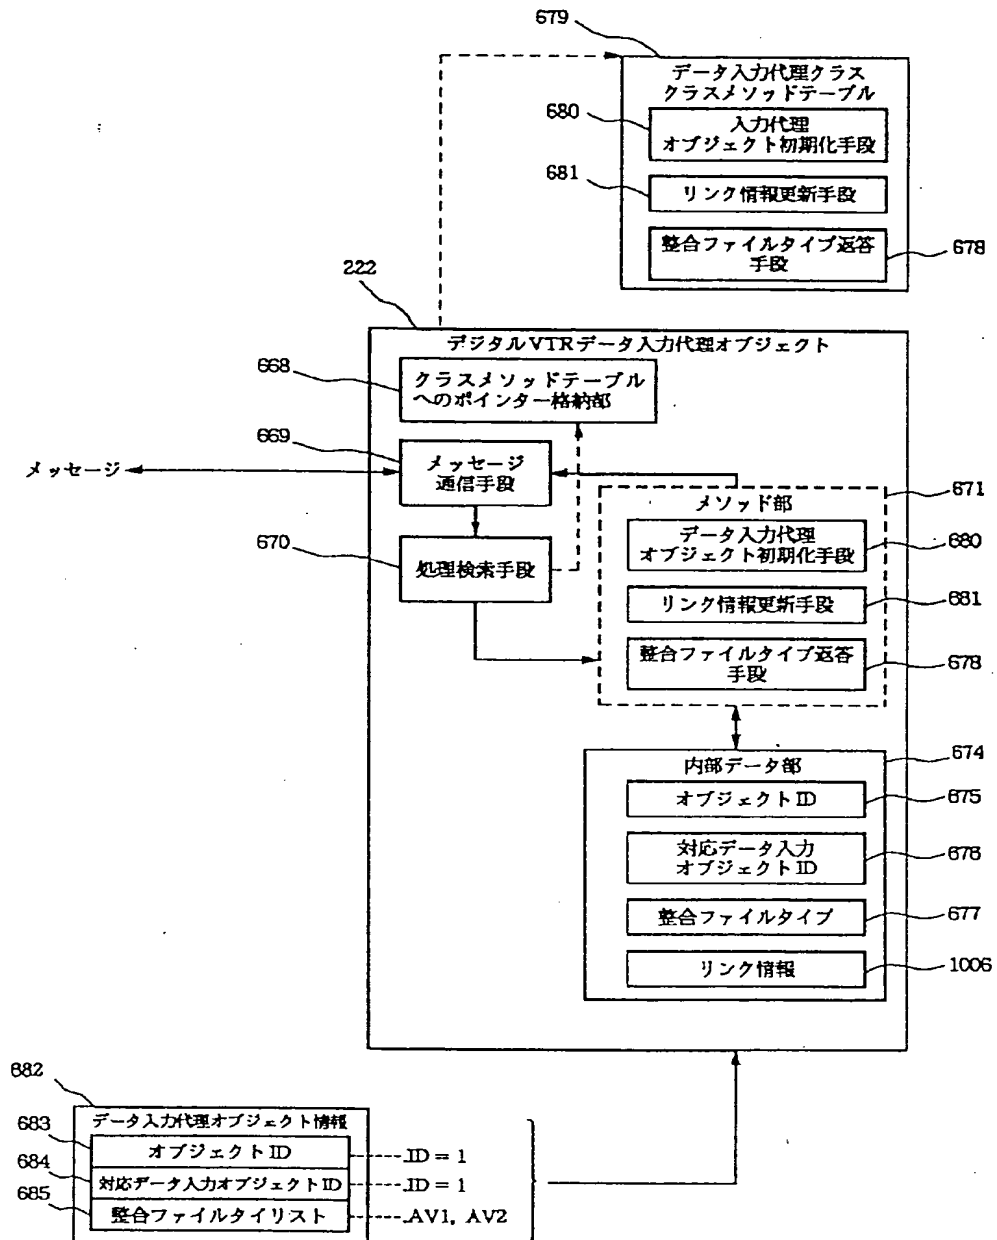 679
データ入力代理クラス
クラスメソッドテーブル
680
入力代理
オブジェクト初期化手段
681
リンク情報更新手段
整合ファイルタイプ返答
手段
678
222
デジタルVTRデータ入力代理オブジェクト
668
クラスメソッドテーブル
へのポインター格納部
669
メッセージ
メッセージ
通信手段
671
メソッド部
670
処理検索手段
データ入力代理
オブジェクト初期化手段
680
リンク情報更新手段
681
整合ファイルタイプ返答
手段
678
674
内部データ部
オブジェクトID
675
対応データ入力
オブジェクトID
676
整合ファイルタイプ
677
リンク情報
1006
682
データ入力代理オブジェクト情報
683
オブジェクトID
ID = 1
684
対応データ入力オブジェクトID
ID = 1
685
整合ファイルタイリスト
AV1, AV2